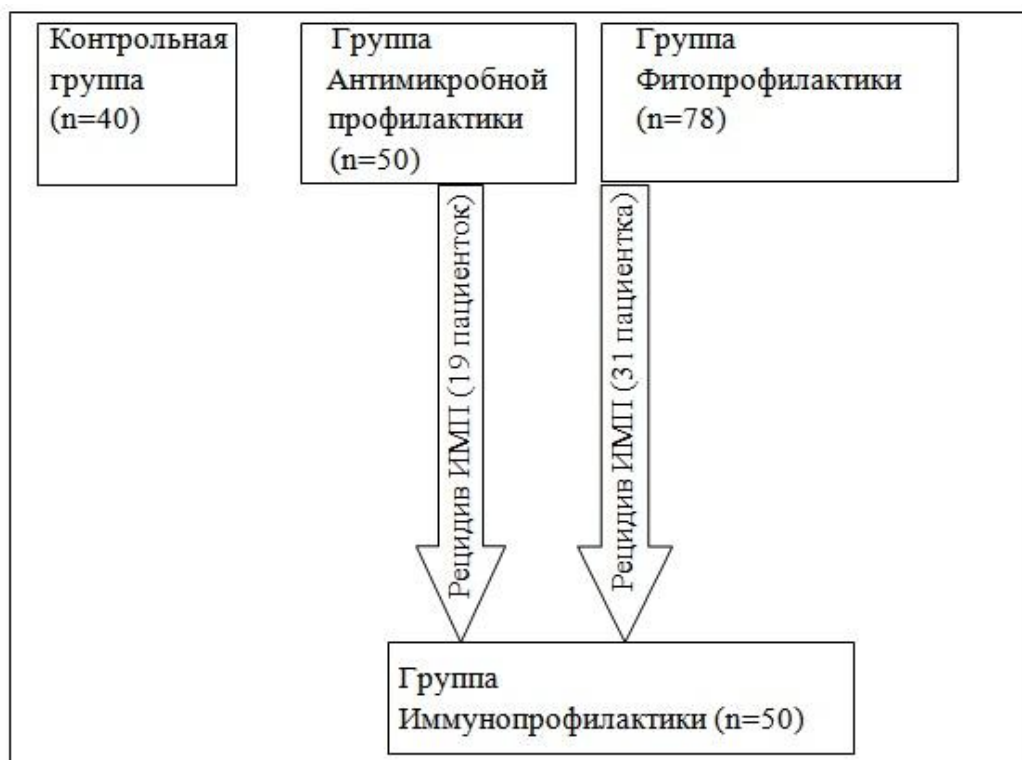 Контрольная
группа
(n=40)
Группа
Антимикробной
профилактики
(n=50)
Группа
Фитопрофилактики
(n=78)
Рецидив ИМП (19 пациенток)
Рецидив ИМП (31 пациентка)
Группа
Иммунопрофилактики (n=50)